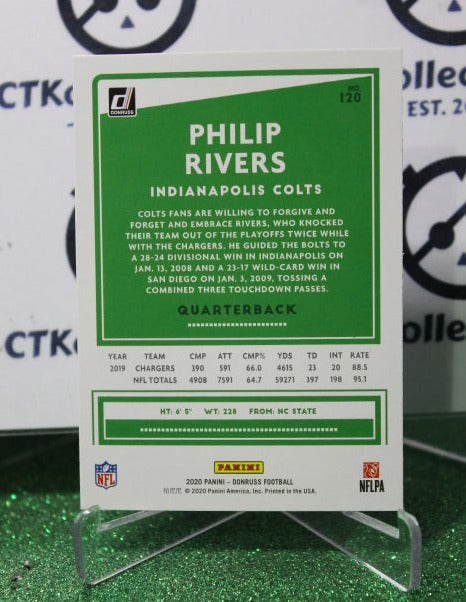 CTKo
ollec
EST. 2
DONRUSS
NO.
120
PHILIP
RIVERS
INDIANAPOLIS COLTS
COLTS FANS ARE WILLING TO FORGIVE AND
FORGET AND EMBRACE RIVERS, WHO KNOCKED
THEIR TEAM OUT OF THE PLAYOFFS TWICE WHILE
WITH THE CHARGERS. HE GUIDED THE BOLTS TO
A 28-24 DIVISIONAL WIN IN INDIANAPOLIS ON
JAN. 13, 2008 AND A 23-17 WILD-CARD WIN IN
SAN DIEGO ON JAN. 3, 2009, TOSSING A
COMBINED THREE TOUCHDOWN PASSES.
QUARTERBACK
YEAR TEAM CMP ATT CMP% YDS TD INT RATE
2019 CHARGERS 390 591 66.0 4615 23 20 88.5
NFL TOTALS 4908 7591 64.7 59271 397 198 95.1
HT: 6' 5" WT: 228 FROM: NC STATE
CTK
ollect
NFL
PANINI
NFLPA
2020 PANINI – DONRUSS FOOTBALL
© 2020 Panini America, Inc. Printed in the USA.